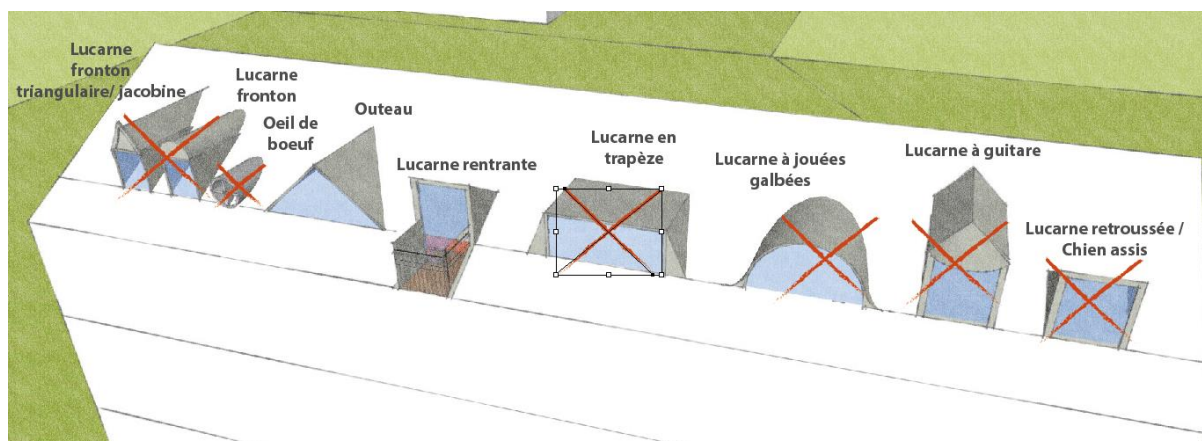 Lucarne
fronton
triangulaire/ jacobine
Lucarne
fronton
Oeil de
boeuf
Outeau
Lucarne rentrante
Lucarne en
trapèze
Lucarne à jouées
galbées
Lucarne à guitare
Lucarne retroussée /
Chien assis